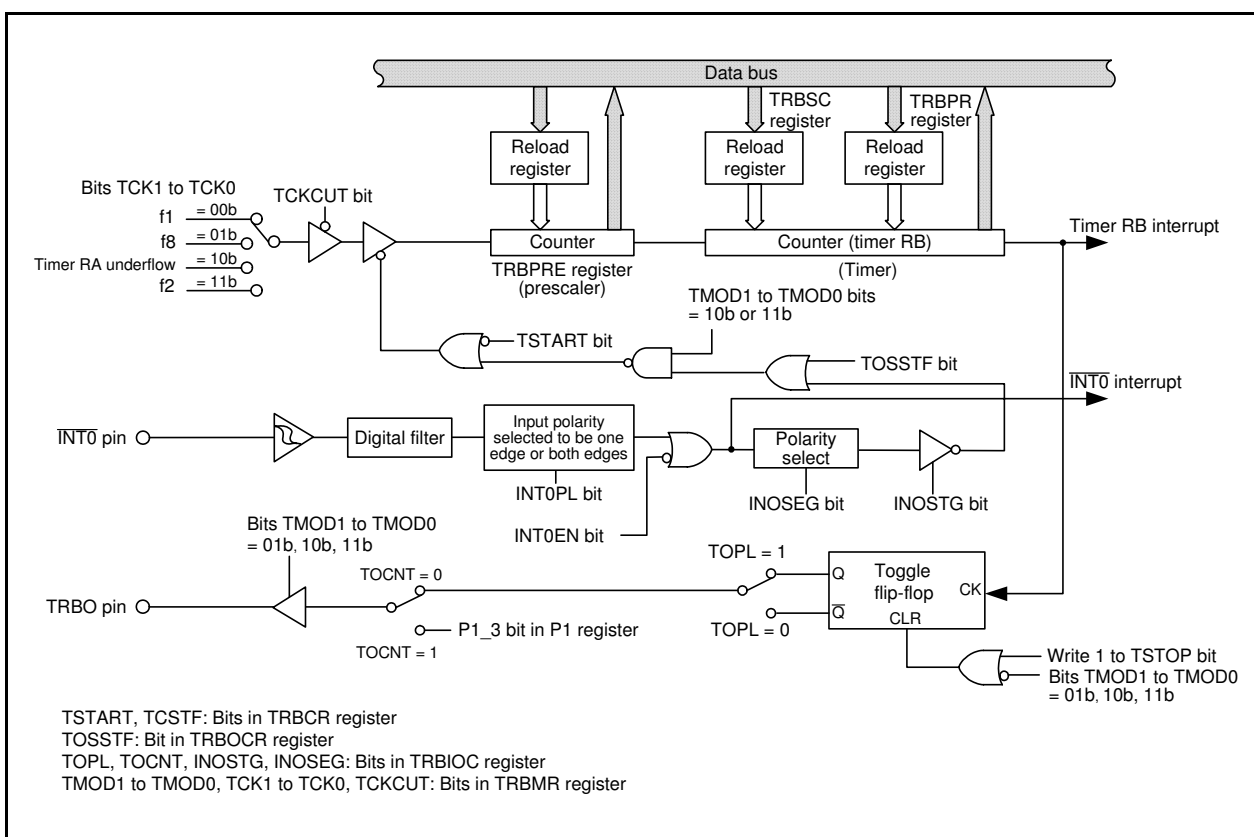 Data bus
TRBSC
register
TRBPR
register
Reload
register
Reload
register
Reload
register
Bits TCK1 to TCK0
TCKCUT bit
f1
= 00b
f8
= 01b
Timer RA underflow
= 10b
f2
= 11b
Counter
TRBPRE register
(prescaler)
Counter (timer RB)
(Timer)
Timer RB interrupt
TMOD1 to TMOD0 bits
= 10b or 11b
TSTART bit
TOSSTF bit
INT0 interrupt
INT0 pin
Digital filter
Input polarity
selected to be one
edge or both edges
INT0PL bit
INT0EN bit
Polarity
select
INOSEG bit
INOSTG bit
Bits TMOD1 to TMOD0
= 01b, 10b, 11b
TRBO pin
TOCNT = 0
P1_3 bit in P1 register
TOCNT = 1
TOPL = 1
TOPL = 0
Q
Q
Toggle
flip-flop
CK
CLR
Write 1 to TSTOP bit
Bits TMOD1 to TMOD0
= 01b, 10b, 11b
TSTART, TCSTF: Bits in TRBCR register
TOSSTF: Bit in TRBOCR register
TOPL, TOCNT, INOSTG, INOSEG: Bits in TRBIOC register
TMOD1 to TMOD0, TCK1 to TCK0, TCKCUT: Bits in TRBMR register